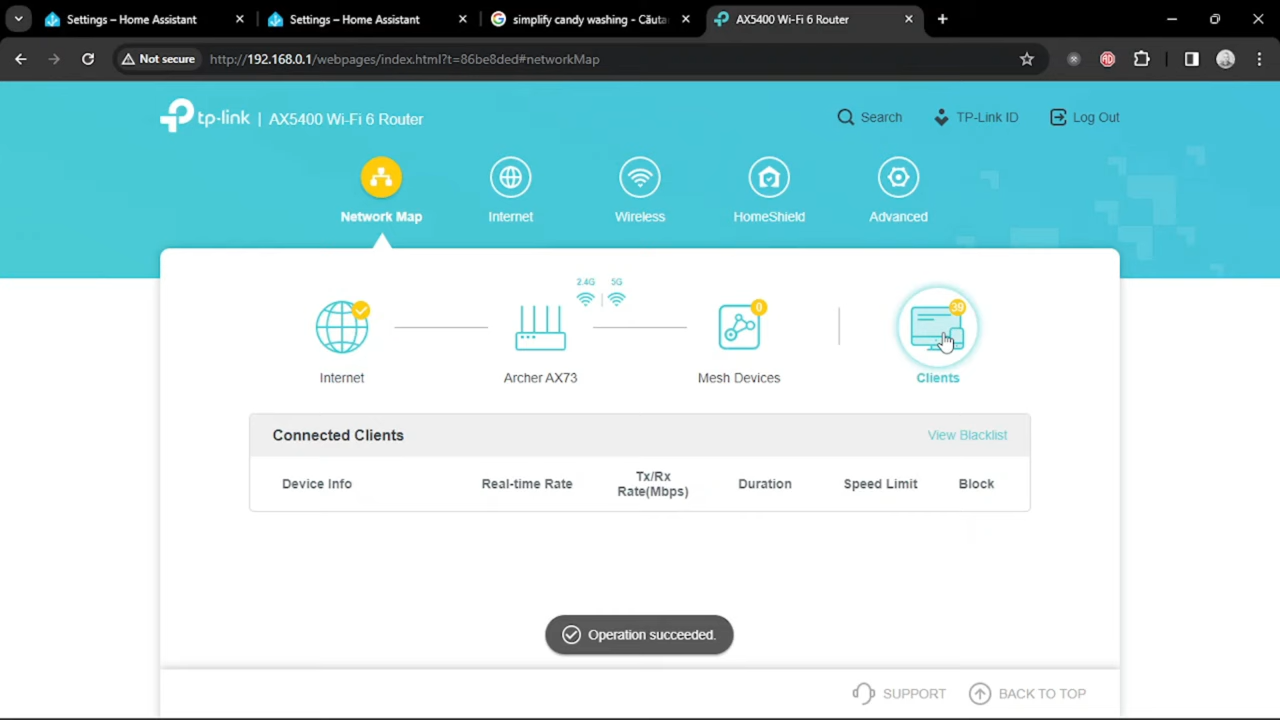 Settings – Home Assistant
Settings – Home Assistant
simplify candy washing - Căuta
AX5400 Wi-Fi 6 Router
Not secure
http://192.168.0.1/webpages/index.html?t=86be8ded#networkMap
tp-link | AX5400 Wi-Fi 6 Router
Search
TP-Link ID
Log Out
Network Map
Internet
Wireless
HomeShield
Advanced
2.4G 5G
0
39
Internet
Archer AX73
Mesh Devices
Clients
Connected Clients
View Blacklist
Device Info
Real-time Rate
Tx/Rx
Rate(Mbps)
Duration
Speed Limit
Block
Operation succeeded.
SUPPORT
BACK TO TOP